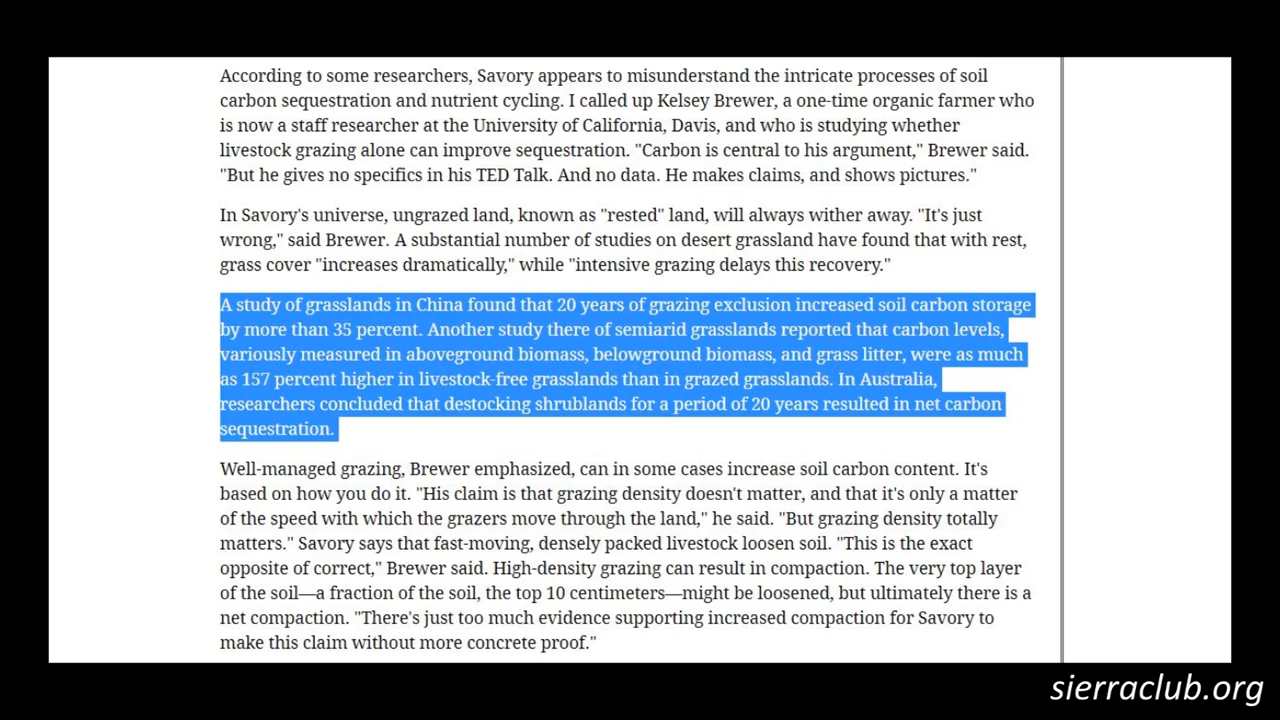 According to some researchers, Savory appears to misunderstand the intricate processes of soil
carbon sequestration and nutrient cycling. I called up Kelsey Brewer, a one-time organic farmer who
is now a staff researcher at the University of California, Davis, and who is studying whether
livestock grazing alone can improve sequestration. "Carbon is central to his argument," Brewer said.
"But he gives no specifics in his TED Talk. And no data. He makes claims, and shows pictures."
In Savory's universe, ungrazed land, known as "rested" land, will always wither away. "It's just
wrong," said Brewer. A substantial number of studies on desert grassland have found that with rest,
grass cover "increases dramatically," while "intensive grazing delays this recovery."
A study of grasslands in China found that 20 years of grazing exclusion increased soil carbon storage
by more than 35 percent. Another study there of semiarid grasslands reported that carbon levels,
variously measured in aboveground biomass, belowground biomass, and grass litter, were as much
as 157 percent higher in livestock-free grasslands than in grazed grasslands. In Australia,
researchers concluded that destocking shrublands for a period of 20 years resulted in net carbon
sequestration.
Well-managed grazing, Brewer emphasized, can in some cases increase soil carbon content. It's
based on how you do it. "His claim is that grazing density doesn't matter, and that it's only a matter
of the speed with which the grazers move through the land," he said. "But grazing density totally
matters." Savory says that fast-moving, densely packed livestock loosen soil. "This is the exact
opposite of correct," Brewer said. High-density grazing can result in compaction. The very top layer
of the soil—a fraction of the soil, the top 10 centimeters—might be loosened, but ultimately there is a
net compaction. "There's just too much evidence supporting increased compaction for Savory to
make this claim without more concrete proof."
sierraclub.org